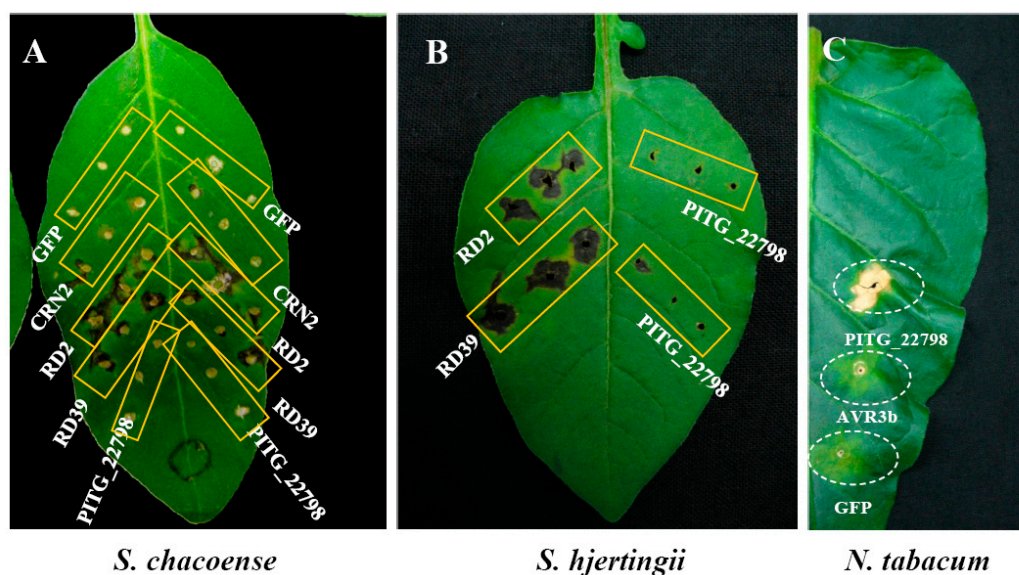 A
GFP
GFP
CRN2
CRN2
RD2
RD2
RD39
RD39
PITG_22798
PITG_22798
S. chacoense
B
RD2
PITG_22798
RD39
PITG_22798
S. hjertingii
C
PITG_22798
AVR3b
GFP
N. tabacum